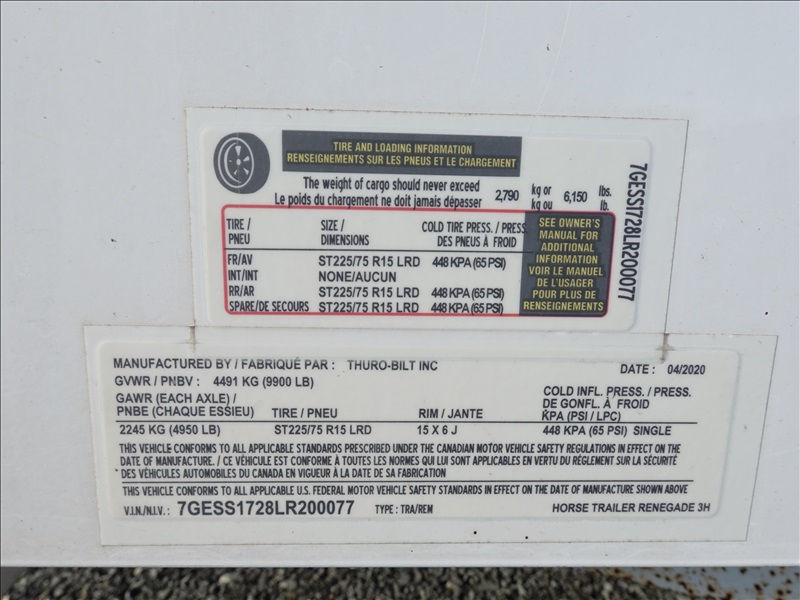 TIRE AND LOADING INFORMATION
RENSEIGNEMENTS SUR LES PNEUS ET LE CHARGEMENT
The weight of cargo should never exceed
Le poids du chargement ne doit jamais dépasser
2,790 kg or kg ou 6,150 lbs. lb.
TIRE / PNEU SIZE / DIMENSIONS COLD TIRE PRESS. / PRESS. DES PNEUS À FROID
FR/AV ST225/75 R15 LRD 448 KPA (65 PSI)
INT/INT NONE/AUCUN
RR/AR ST225/75 R15 LRD 448 KPA (65 PSI)
SPARE/DE SECOURS ST225/75 R15 LRD 448 KPA (65 PSI)
SEE OWNER'S
MANUAL FOR
ADDITIONAL
INFORMATION
VOIR LE MANUEL
DE L'USAGER
POUR PLUS DE
RENSEIGNEMENTS
7GESS1728LR200077
MANUFACTURED BY / FABRIQUÉ PAR : THURO-BILT INC DATE : 04/2020
GVWR / PNBV : 4491 KG (9900 LB)
GAWR (EACH AXLE) / PNBE (CHAQUE ESSIEU) TIRE / PNEU RIM / JANTE COLD INFL. PRESS. / PRESS. DE GONFL. À FROID KPA (PSI / LPC)
2245 KG (4950 LB) ST225/75 R15 LRD 15 X 6 J 448 KPA (65 PSI) SINGLE
THIS VEHICLE CONFORMS TO ALL APPLICABLE STANDARDS PRESCRIBED UNDER THE CANADIAN MOTOR VEHICLE SAFETY REGULATIONS IN EFFECT ON THE
DATE OF MANUFACTURE. / CE VÉHICULE EST CONFORME À TOUTES LES NORMES QUI LUI SONT APPLICABLES EN VERTU DU RÈGLEMENT SUR LA SÉCURITÉ
DES VÉHICULES AUTOMOBILES DU CANADA EN VIGUEUR À LA DATE DE SA FABRICATION
THIS VEHICLE CONFORMS TO ALL APPLICABLE U.S. FEDERAL MOTOR VEHICLE SAFETY STANDARDS IN EFFECT ON THE DATE OF MANUFACTURE SHOWN ABOVE
V.I.N./N.I.V. : 7GESS1728LR200077 TYPE : TRA/REM HORSE TRAILER RENEGADE 3H